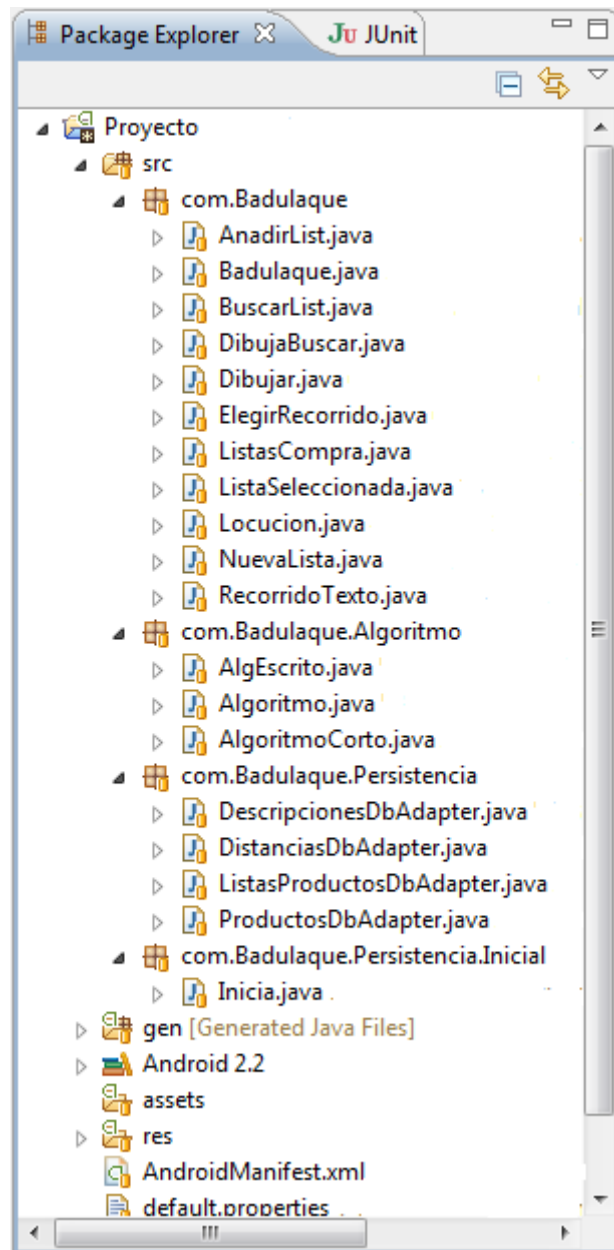 Package Explorer JUnit
Proyecto
src
com.Badulaque
AnadirList.java
Badulaque.java
BuscarList.java
DibujaBuscar.java
Dibujar.java
ElegirRecorrido.java
ListasCompra.java
ListaSeleccionada.java
Locucion.java
NuevaLista.java
RecorridoTexto.java
com.Badulaque.Algoritmo
AlgEscrito.java
Algoritmo.java
AlgoritmoCorto.java
com.Badulaque.Persistencia
DescripcionesDbAdapter.java
DistanciasDbAdapter.java
ListasProductosDbAdapter.java
ProductosDbAdapter.java
com.Badulaque.Persistencia.Inicial
Inicia.java
gen [Generated Java Files]
Android 2.2
assets
res
AndroidManifest.xml
default.properties